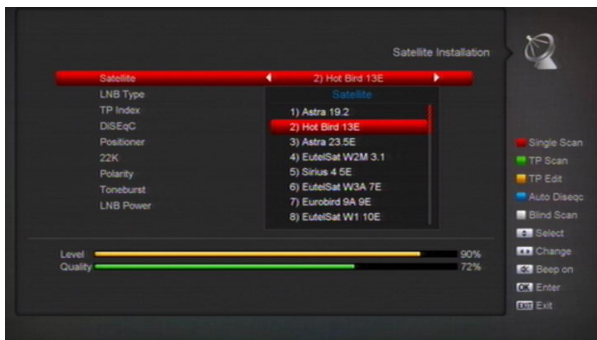 Satellite Installation
Satellite 2) Hot Bird 13E
LNB Type
TP Index
DiSEqC
Positioner
22K
Polarity
Toneburst
LNB Power
Satellite
1) Astra 19.2
2) Hot Bird 13E
3) Astra 23.5E
4) EutelSat W2M 3.1
5) Sirius 4 5E
6) EutelSat W3A 7E
7) Eurobird 9A 9E
8) EutelSat W1 10E
Level 90%
Quality 72%
Single Scan
TP Scan
TP Edit
Auto Diseqc
Blind Scan
Select
Change
Beep on
OK Enter
EXIT Exit